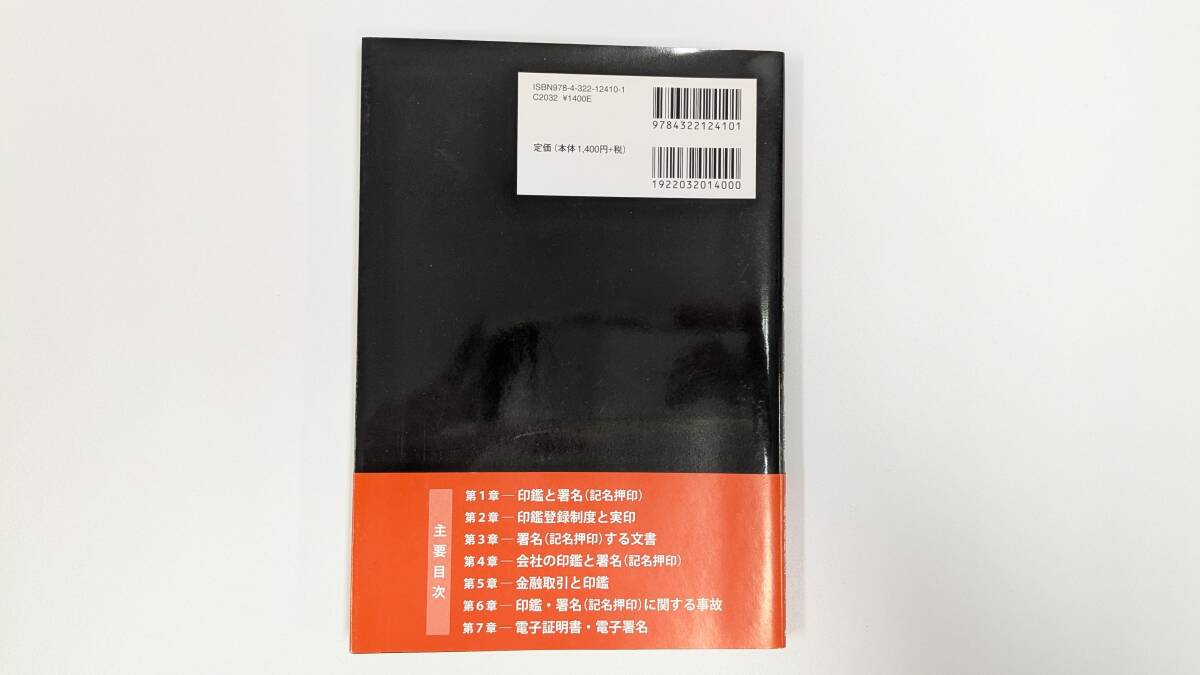 ISBN978-4-322-12410-1
C2032 ¥1400E
9784322124101
定価(本体1,400円+税)
1922032014000
主要目次
第1章─印鑑と署名(記名押印)
第2章─印鑑登録制度と実印
第3章─署名(記名押印)する文書
第4章─会社の印鑑と署名(記名押印)
第5章─金融取引と印鑑
第6章─印鑑・署名(記名押印)に関する事故
第7章─電子証明書・電子署名